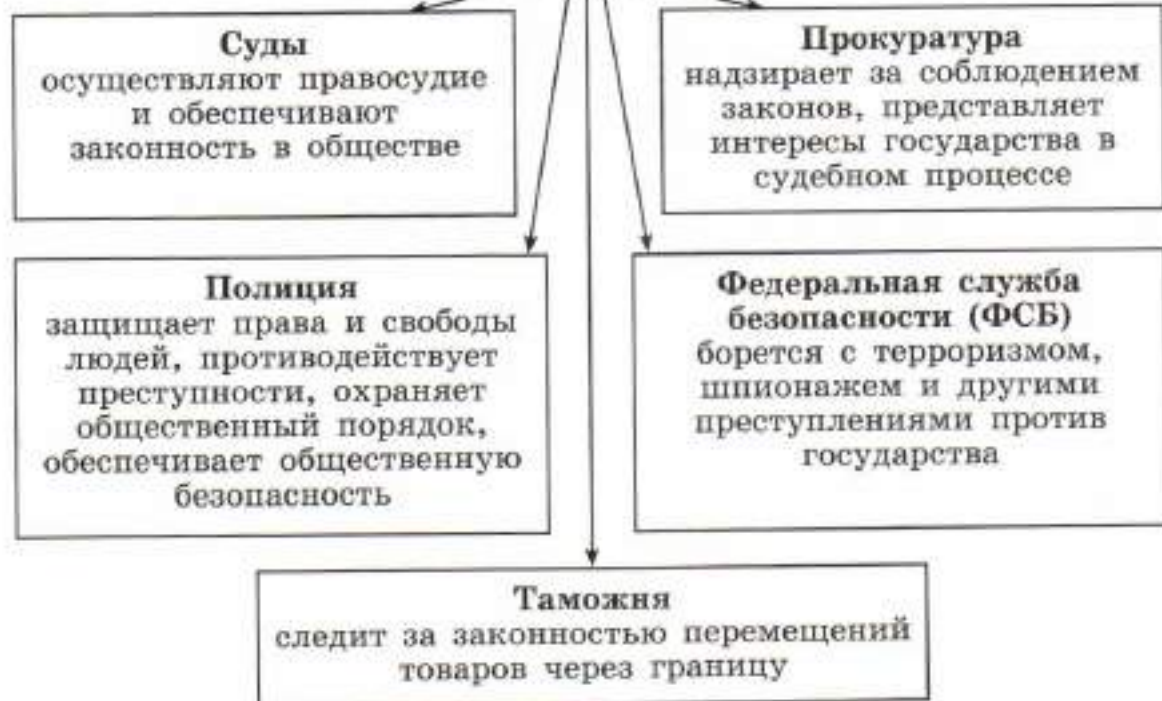 Суды
осуществляют правосудие
и обеспечивают
законность в обществе
Прокуратура
надзирает за соблюдением
законов, представляет
интересы государства в
судебном процессе
Полиция
защищает права и свободы
людей, противодействует
преступности, охраняет
общественный порядок,
обеспечивает общественную
безопасность
Федеральная служба
безопасности (ФСБ)
борется с терроризмом,
шпионажем и другими
преступлениями против
государства
Таможня
следит за законностью перемещений
товаров через границу